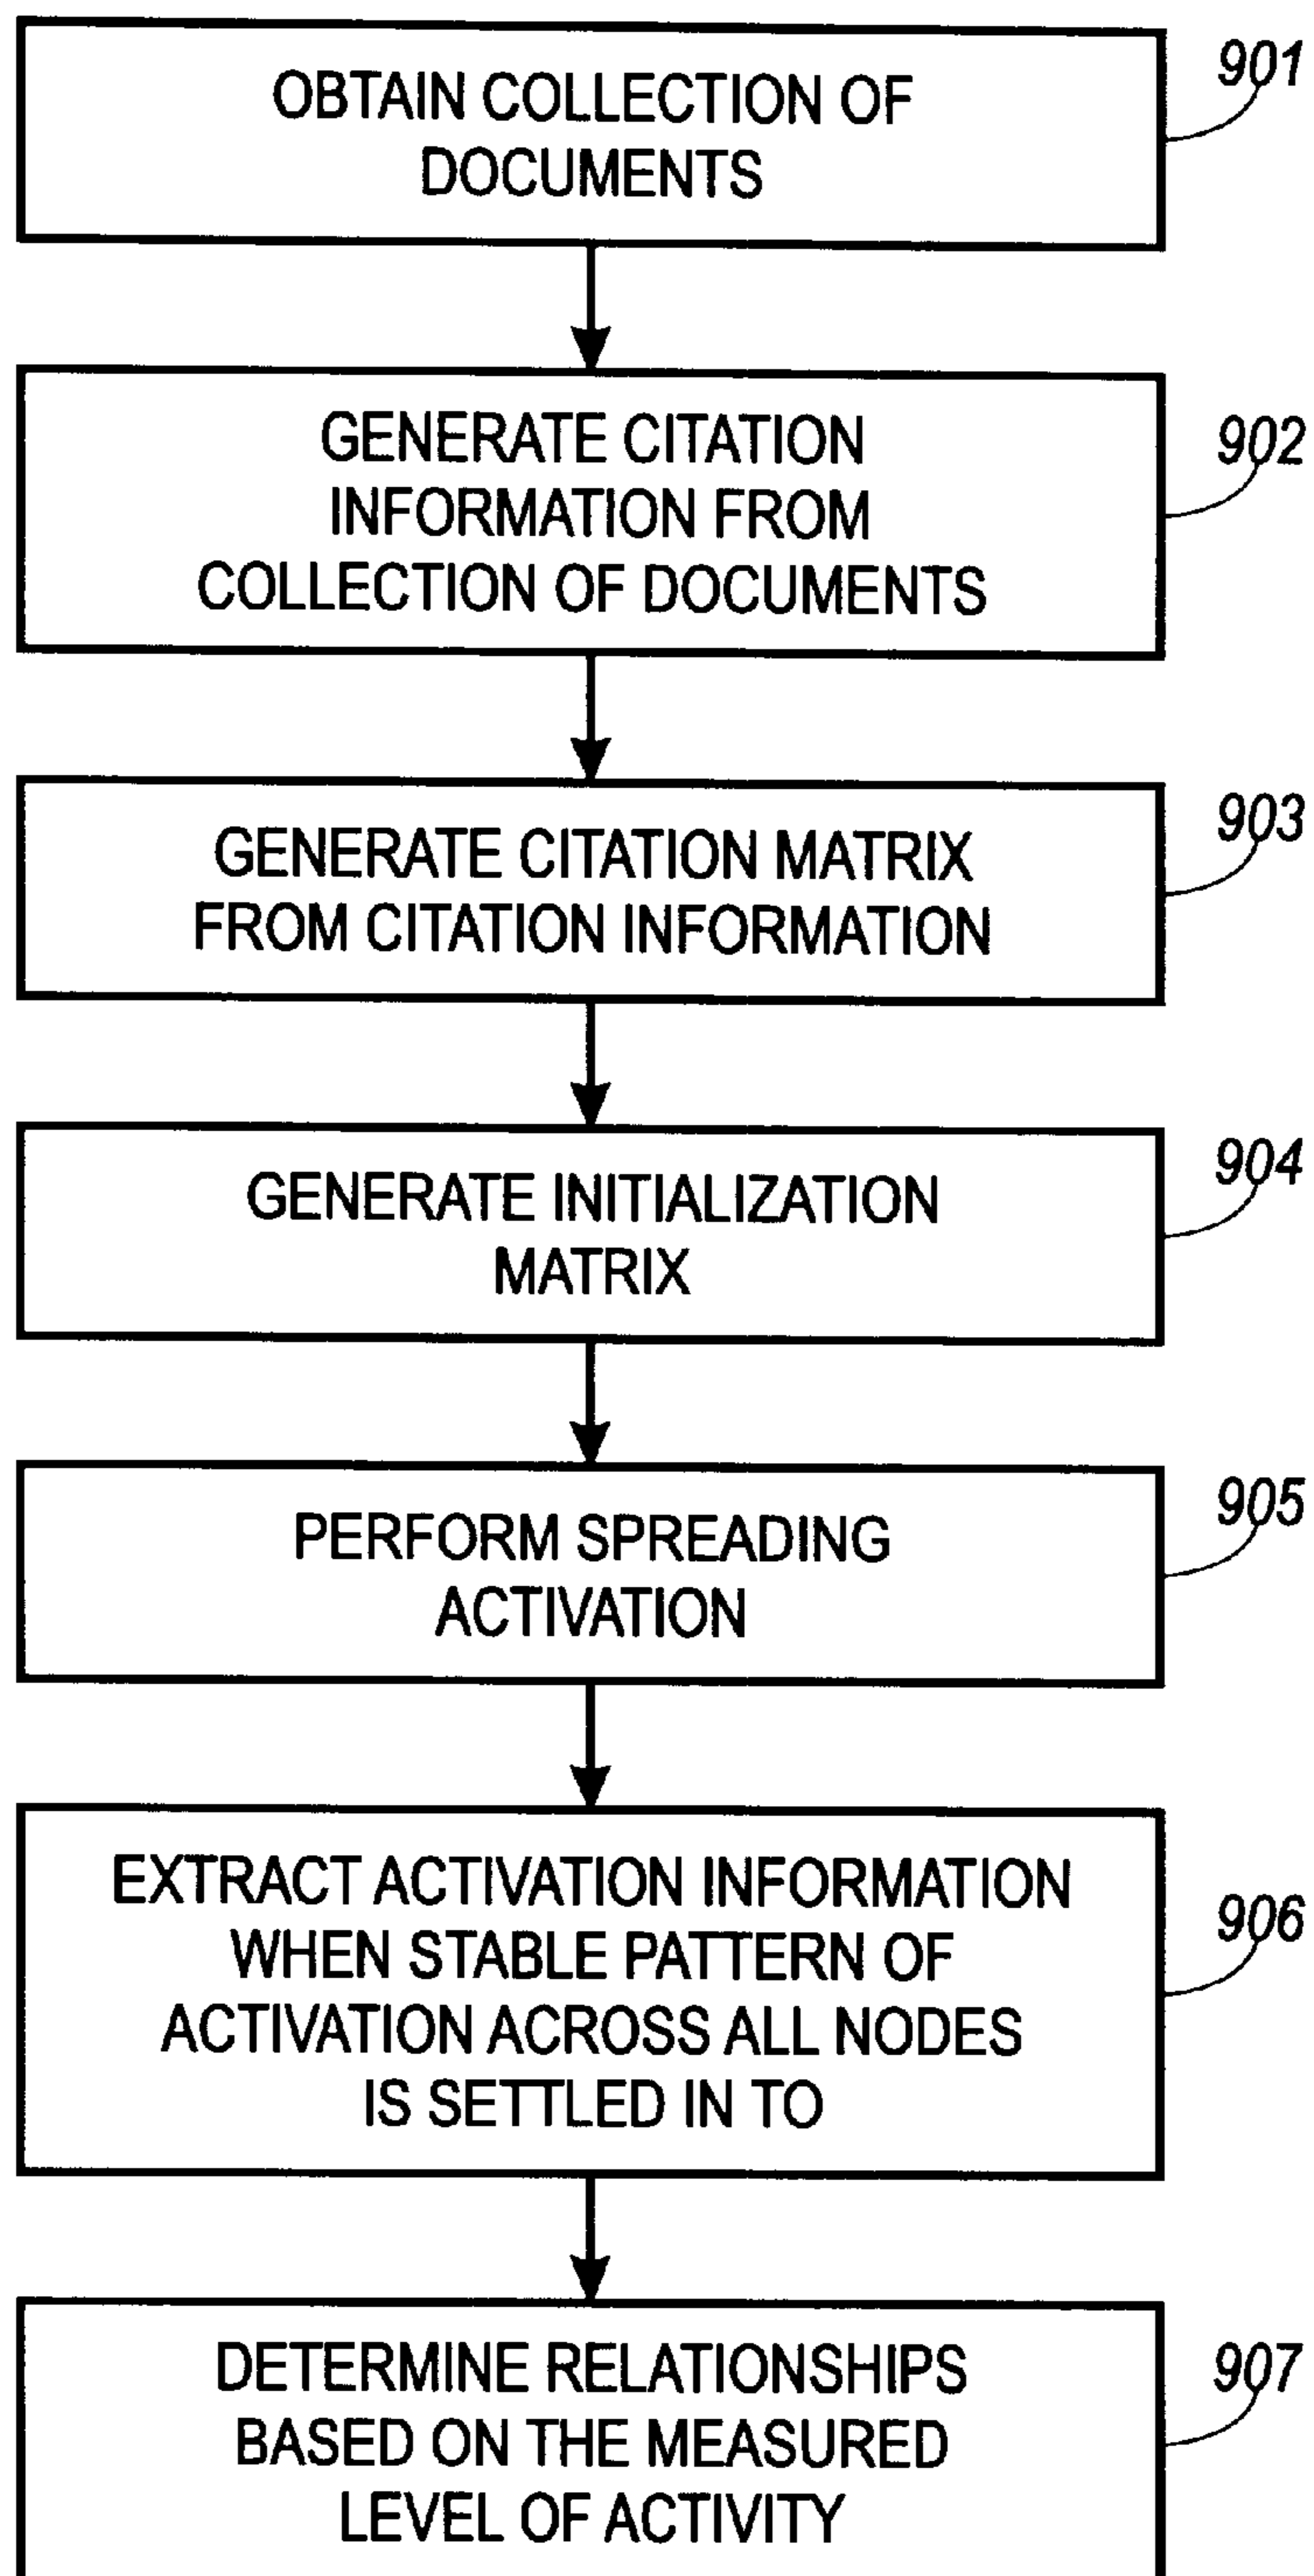 OBTAIN COLLECTION OF
DOCUMENTS
901
GENERATE CITATION
INFORMATION FROM
COLLECTION OF DOCUMENTS
902
GENERATE CITATION MATRIX
FROM CITATION INFORMATION
903
GENERATE INITIALIZATION
MATRIX
904
PERFORM SPREADING
ACTIVATION
905
EXTRACT ACTIVATION INFORMATION
WHEN STABLE PATTERN OF
ACTIVATION ACROSS ALL NODES
IS SETTLED IN TO
906
DETERMINE RELATIONSHIPS
BASED ON THE MEASURED
LEVEL OF ACTIVITY
907